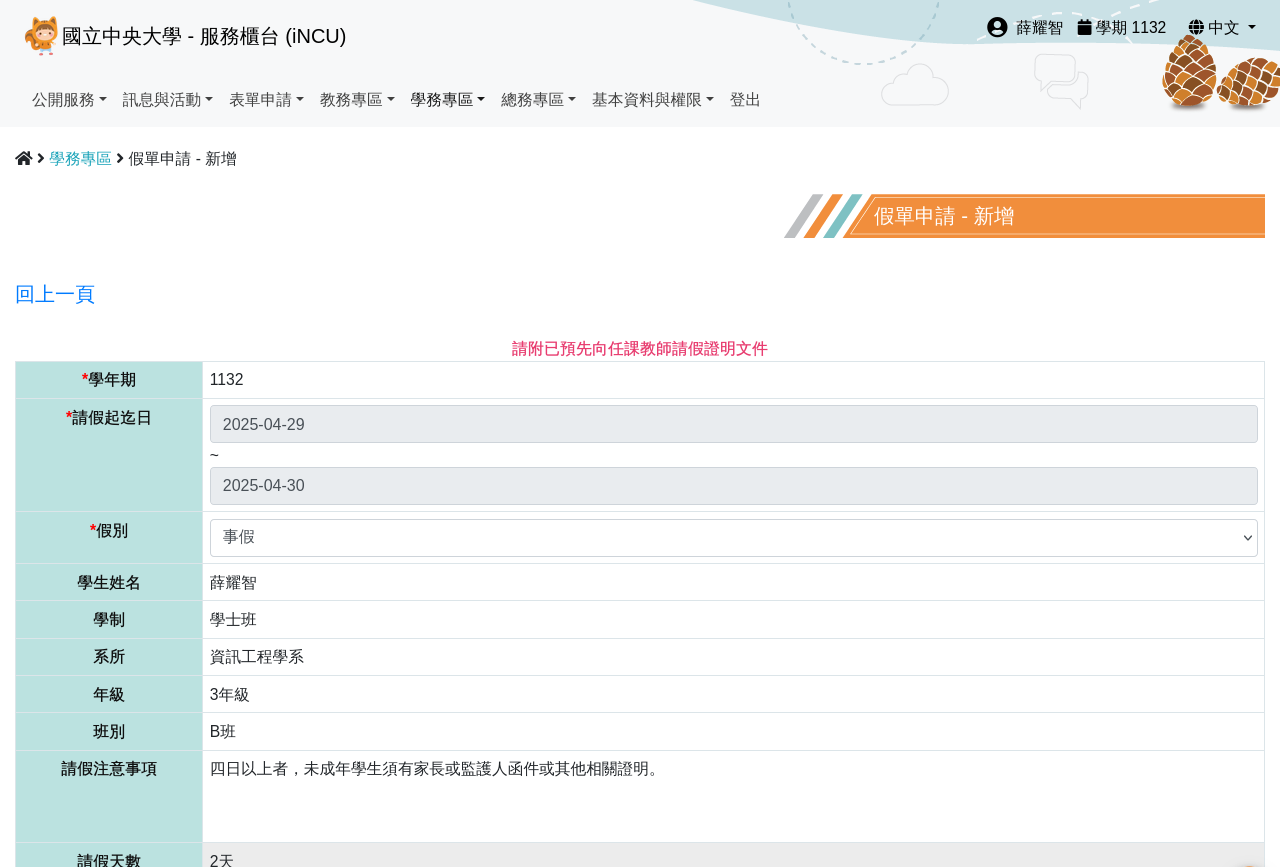 國立中央大學 - 服務櫃台 (iNCU)
薛耀智 學期 1132 中文
公開服務 訊息與活動 表單申請 教務專區 學務專區 總務專區 基本資料與權限 登出
學務專區 假單申請 - 新增
假單申請 - 新增
回上一頁
請附已預先向任課教師請假證明文件
*學年期 1132
*請假起迄日 2025-04-29
~
2025-04-30
*假別 事假
學生姓名 薛耀智
學制 學士班
系所 資訊工程學系
年級 3年級
班別 B班
請假注意事項 四日以上者，未成年學生須有家長或監護人函件或其他相關證明。
請假天數 2天